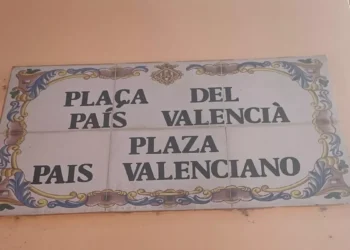 PLAÇA DEL
PAÍS VALENCIÀ
PLAZA
PAIS VALENCIANO